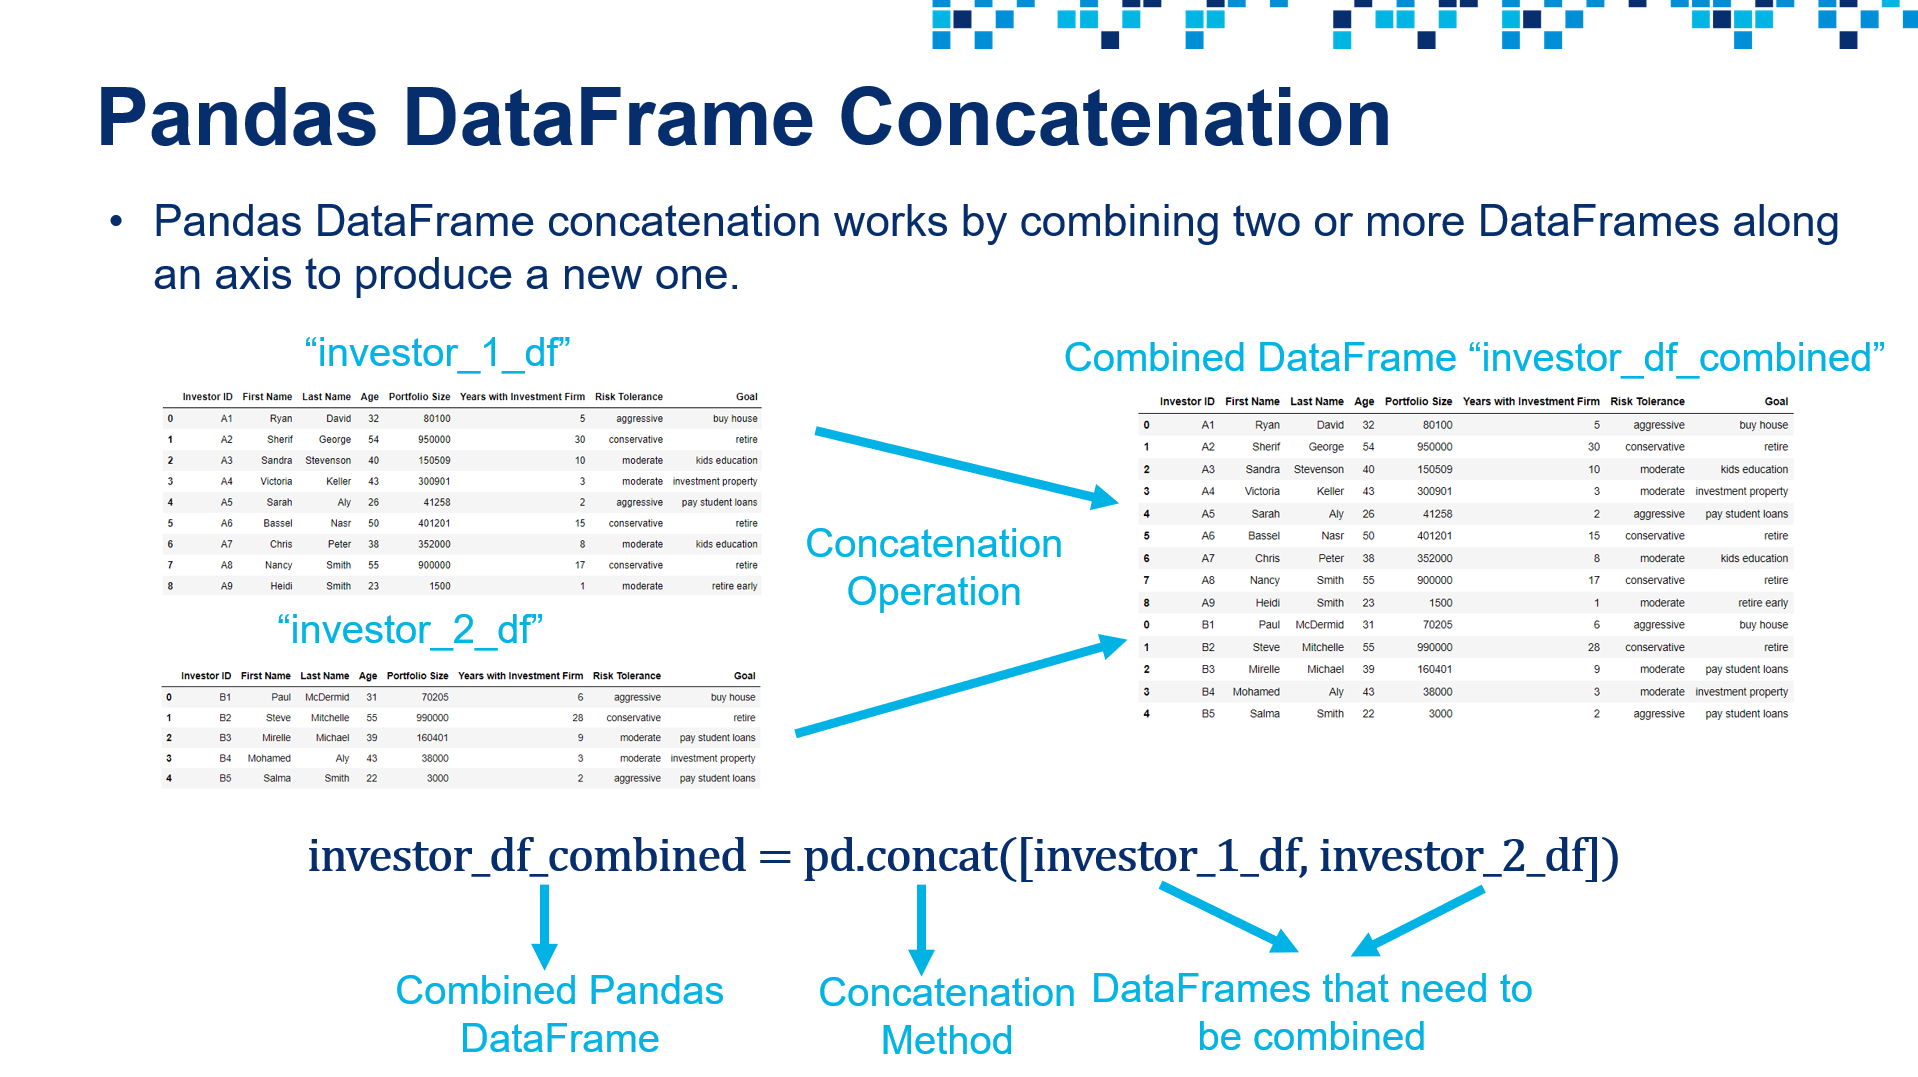 Pandas DataFrame Concatenation
• Pandas DataFrame concatenation works by combining two or more DataFrames along
an axis to produce a new one.
“investor_1_df”
Investor ID First Name Last Name Age Portfolio Size Years with Investment Firm Risk Tolerance Goal
0 A1 Ryan David 32 80100 5 aggressive buy house
1 A2 Sherif George 54 950000 30 conservative retire
2 A3 Sandra Stevenson 40 150509 10 moderate kids education
3 A4 Victoria Keller 43 300901 3 moderate investment property
4 A5 Sarah Aly 26 41258 2 aggressive pay student loans
5 A6 Bassel Nasr 50 401201 15 conservative retire
6 A7 Chris Peter 38 352000 8 moderate kids education
7 A8 Nancy Smith 55 900000 17 conservative retire
8 A9 Heidi Smith 23 1500 1 moderate retire early
“investor_2_df”
Investor ID First Name Last Name Age Portfolio Size Years with Investment Firm Risk Tolerance Goal
0 B1 Paul McDermid 31 70205 6 aggressive buy house
1 B2 Steve Mitchelle 55 990000 28 conservative retire
2 B3 Mirelle Michael 39 160401 9 moderate pay student loans
3 B4 Mohamed Aly 43 38000 3 moderate investment property
4 B5 Salma Smith 22 3000 2 aggressive pay student loans
Concatenation
Operation
Combined DataFrame “investor_df_combined”
Investor ID First Name Last Name Age Portfolio Size Years with Investment Firm Risk Tolerance Goal
0 A1 Ryan David 32 80100 5 aggressive buy house
1 A2 Sherif George 54 950000 30 conservative retire
2 A3 Sandra Stevenson 40 150509 10 moderate kids education
3 A4 Victoria Keller 43 300901 3 moderate investment property
4 A5 Sarah Aly 26 41258 2 aggressive pay student loans
5 A6 Bassel Nasr 50 401201 15 conservative retire
6 A7 Chris Peter 38 352000 8 moderate kids education
7 A8 Nancy Smith 55 900000 17 conservative retire
8 A9 Heidi Smith 23 1500 1 moderate retire early
0 B1 Paul McDermid 31 70205 6 aggressive buy house
1 B2 Steve Mitchelle 55 990000 28 conservative retire
2 B3 Mirelle Michael 39 160401 9 moderate pay student loans
3 B4 Mohamed Aly 43 38000 3 moderate investment property
4 B5 Salma Smith 22 3000 2 aggressive pay student loans
investor_df_combined = pd.concat([investor_1_df, investor_2_df])
Combined Pandas
DataFrame
Concatenation
Method
DataFrames that need to
be combined